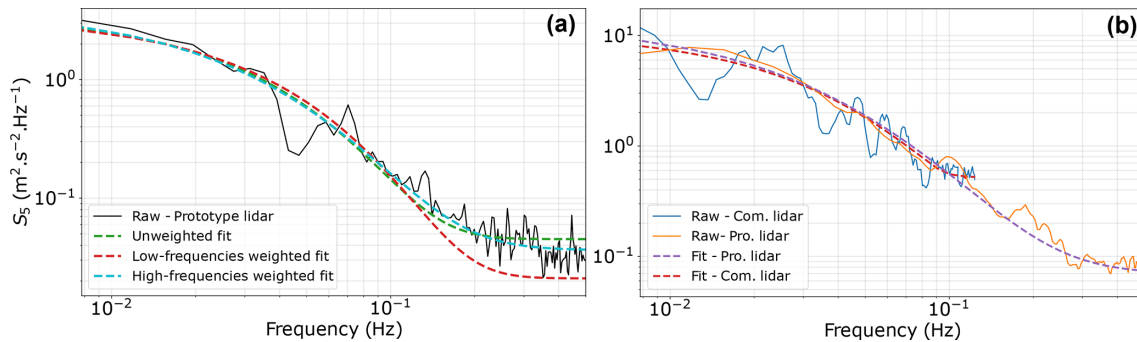 (a)
10⁰
10⁻¹
S₅ (m².s⁻².Hz⁻¹)
Raw - Prototype lidar
Unweighted fit
Low-frequencies weighted fit
High-frequencies weighted fit
10⁻²
10⁻¹
Frequency (Hz)
(b)
10¹
10⁰
10⁻¹
Raw - Com. lidar
Raw- Pro. lidar
Fit - Pro. lidar
Fit - Com. lidar
10⁻²
10⁻¹
Frequency (Hz)